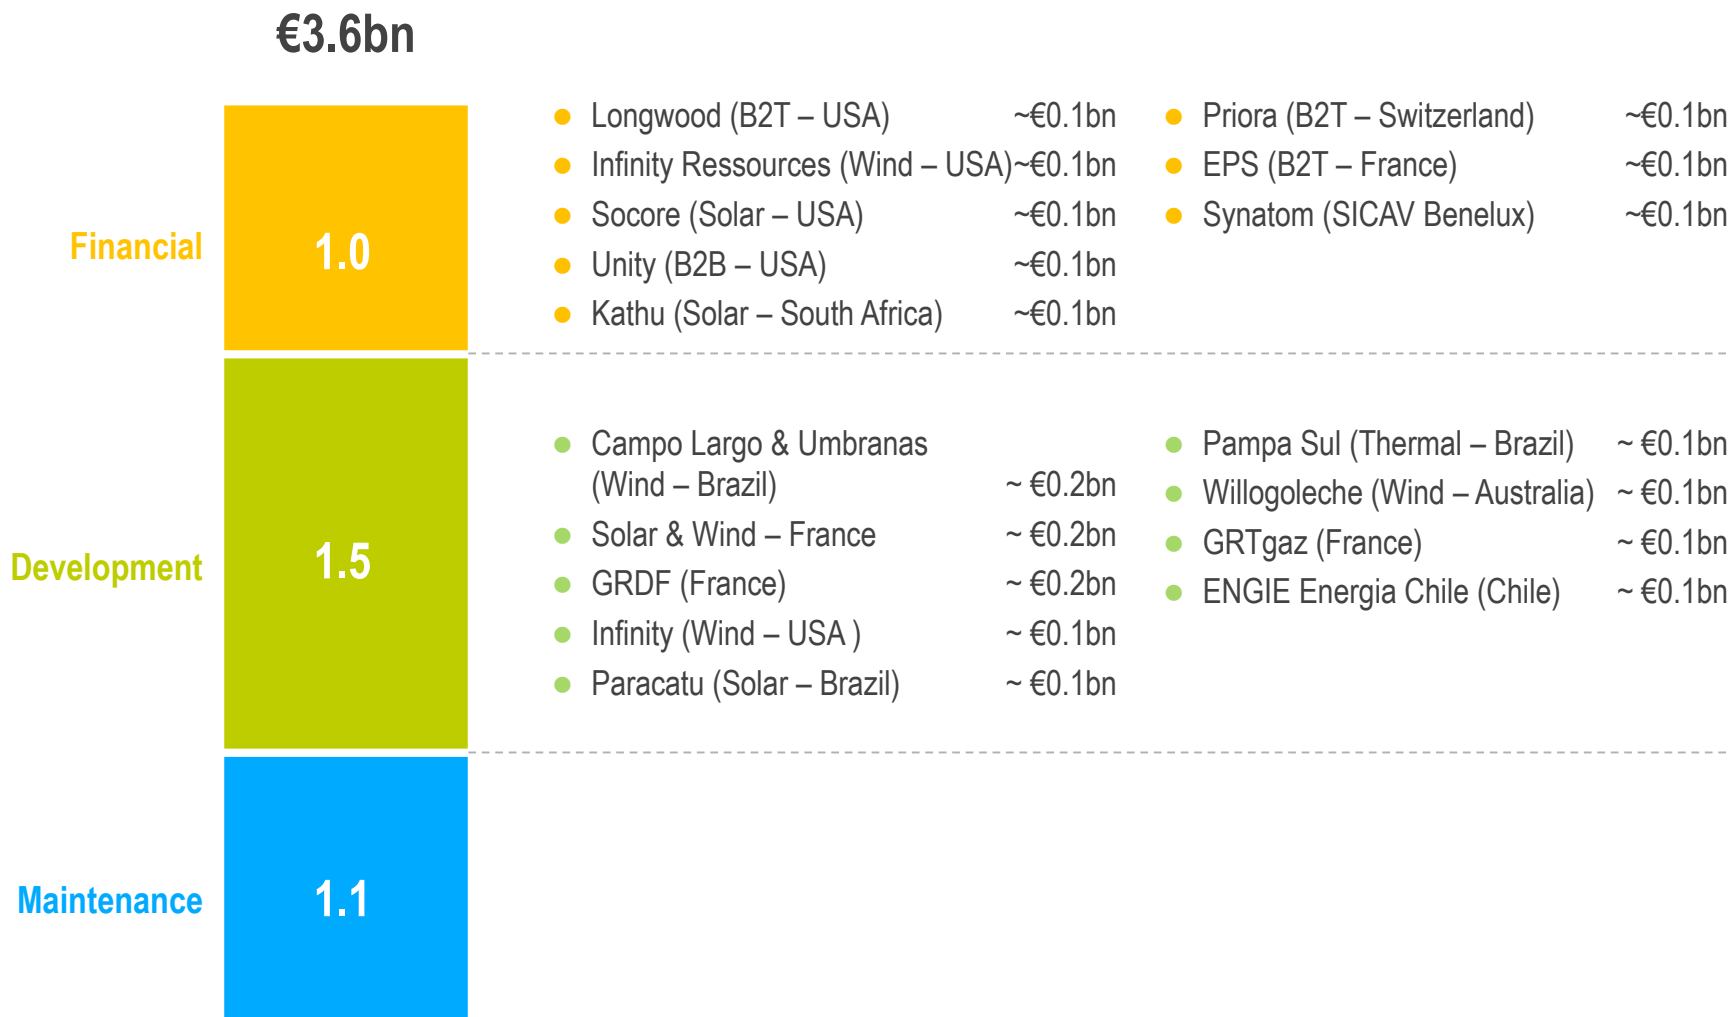 €3.6bn
Financial
1.0
Longwood (B2T – USA) ~€0.1bn
Infinity Ressources (Wind – USA) ~€0.1bn
Socore (Solar – USA) ~€0.1bn
Unity (B2B – USA) ~€0.1bn
Kathu (Solar – South Africa) ~€0.1bn
Priora (B2T – Switzerland) ~€0.1bn
EPS (B2T – France) ~€0.1bn
Synatom (SICAV Benelux) ~€0.1bn
Development
1.5
Campo Largo & Umbranas
(Wind – Brazil) ~ €0.2bn
Solar & Wind – France ~ €0.2bn
GRDF (France) ~ €0.2bn
Infinity (Wind – USA ) ~ €0.1bn
Paracatu (Solar – Brazil) ~ €0.1bn
Pampa Sul (Thermal – Brazil) ~ €0.1bn
Willogoleche (Wind – Australia) ~ €0.1bn
GRTgaz (France) ~ €0.1bn
ENGIE Energia Chile (Chile) ~ €0.1bn
Maintenance
1.1